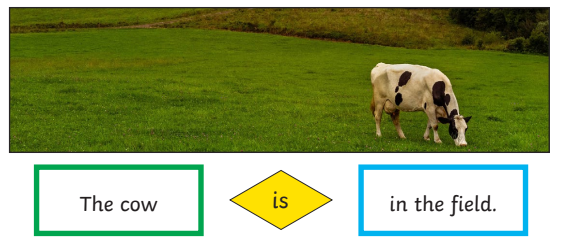 The cow is in the field.